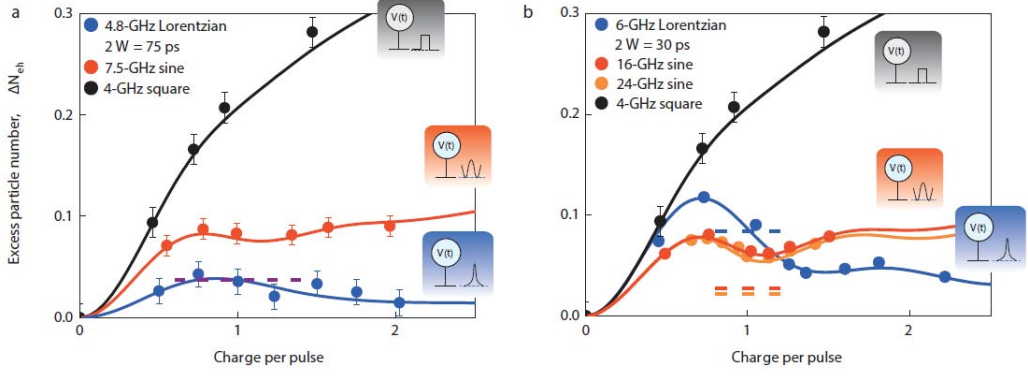 a
Excess particle number, ΔN_eh
0.3
0.2
0.1
0.0
4.8-GHz Lorentzian
2 W = 75 ps
7.5-GHz sine
4-GHz square
V(t)
V(t)
V(t)
0
1
2
Charge per pulse
b
0.3
0.2
0.1
0.0
6-GHz Lorentzian
2 W = 30 ps
16-GHz sine
24-GHz sine
4-GHz square
V(t)
V(t)
V(t)
0
1
2
Charge per pulse